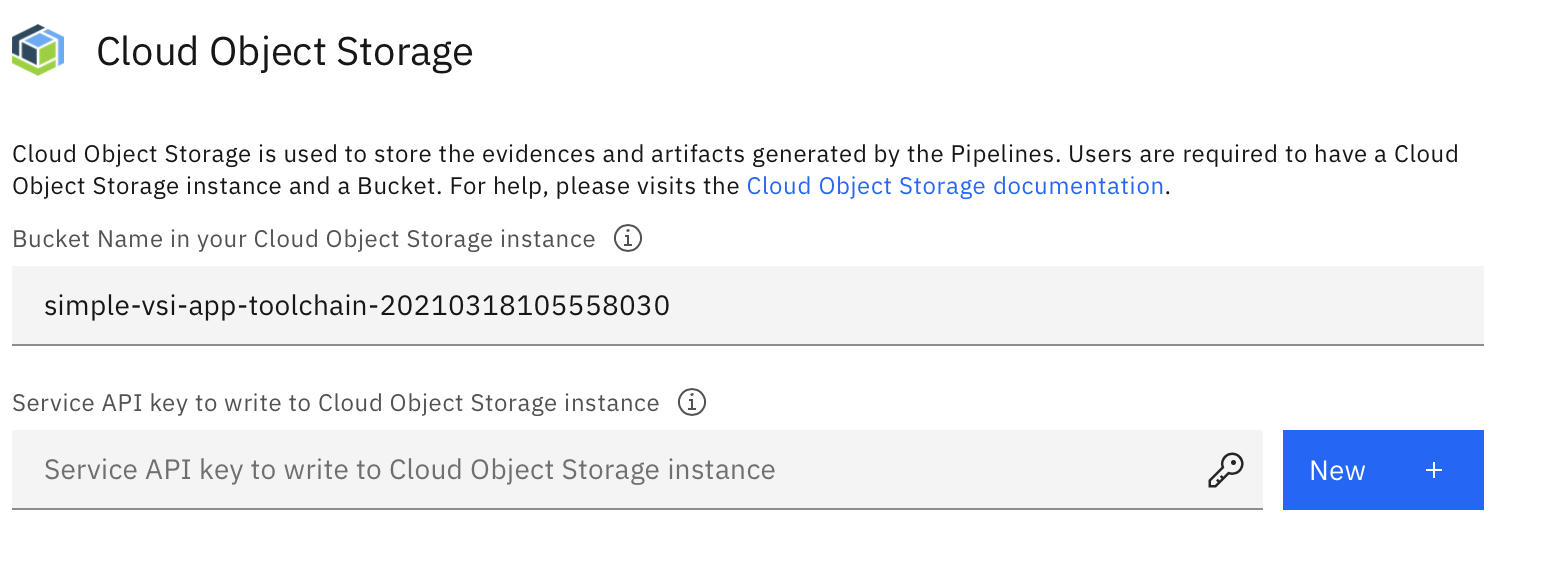 Cloud Object Storage
Cloud Object Storage is used to store the evidences and artifacts generated by the Pipelines. Users are required to have a Cloud
Object Storage instance and a Bucket. For help, please visits the Cloud Object Storage documentation.
Bucket Name in your Cloud Object Storage instance
simple-vsi-app-toolchain-20210318105558030
Service API key to write to Cloud Object Storage instance
Service API key to write to Cloud Object Storage instance
New +